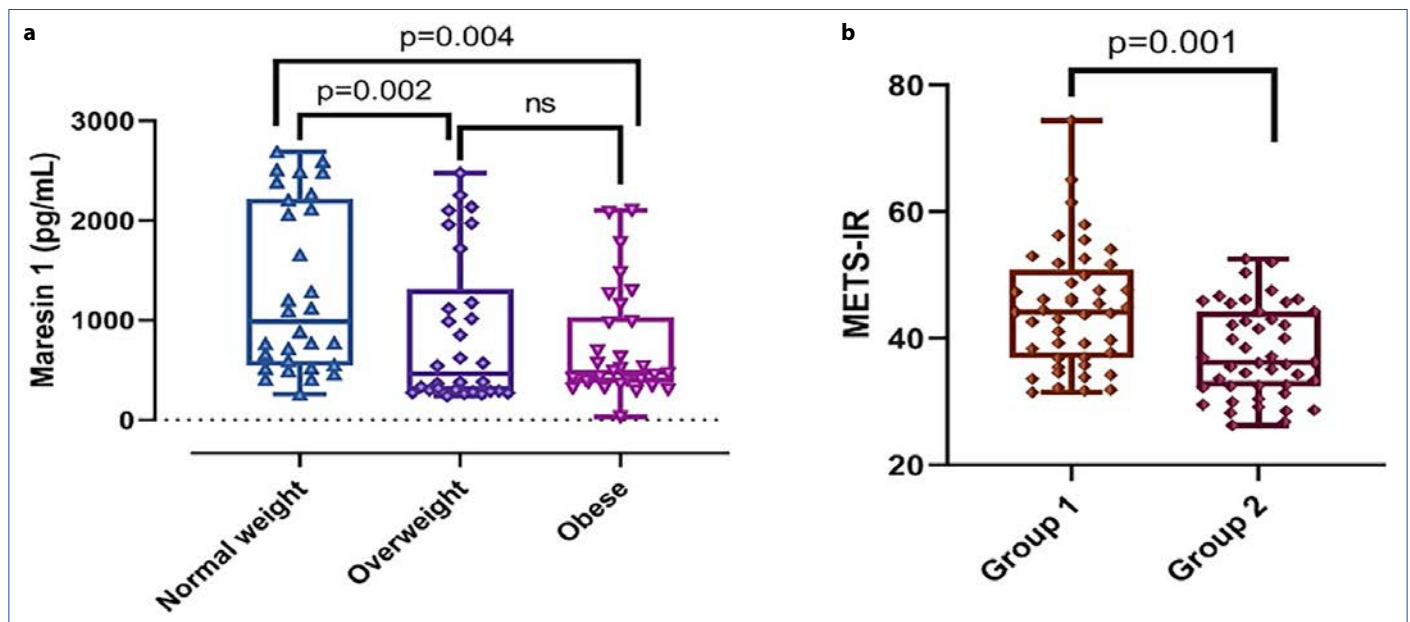 a
p=0.004
p=0.002
ns
Maresin 1 (pg/mL)
3000
2000
1000
0
Normal weight
Overweight
Obese
b
p=0.001
METS-IR
80
60
40
20
Group 1
Group 2